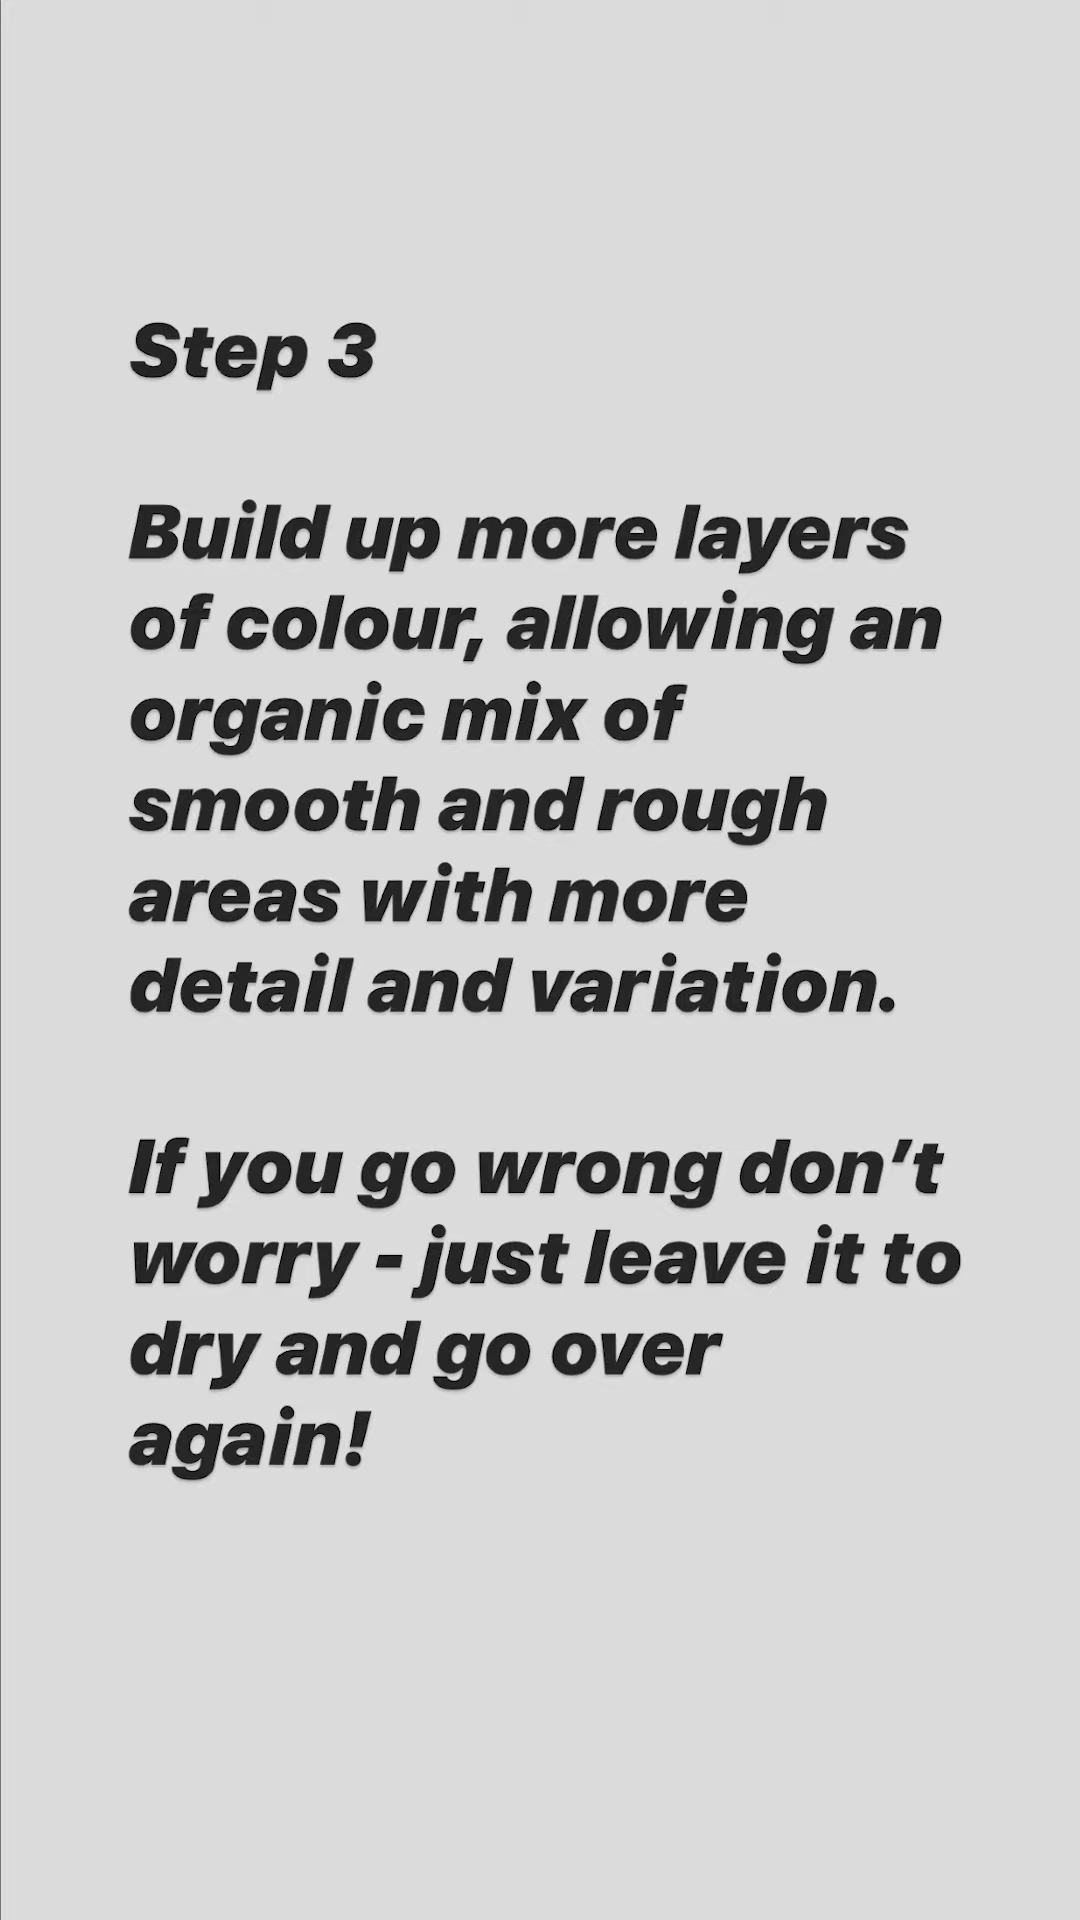 Step 3
Build up more layers
of colour, allowing an
organic mix of
smooth and rough
areas with more
detail and variation.
If you go wrong don’t
worry - just leave it to
dry and go over
again!